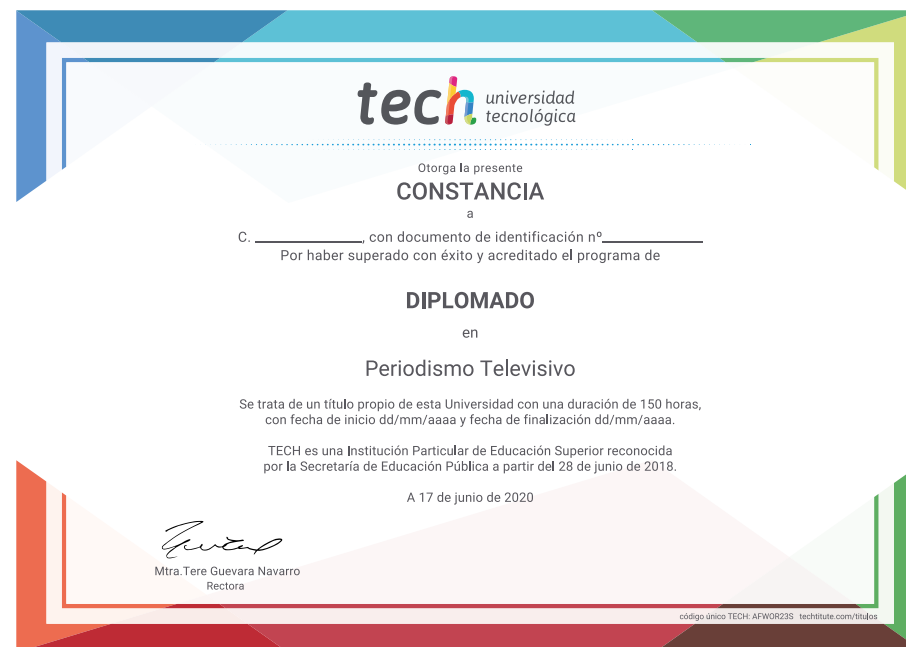 tech universidad
tecnológica
Otorga la presente
CONSTANCIA
a
C. ____________, con documento de identificación nº____________
Por haber superado con éxito y acreditado el programa de
DIPLOMADO
en
Periodismo Televisivo
Se trata de un título propio de esta Universidad con una duración de 150 horas,
con fecha de inicio dd/mm/aaaa y fecha de finalización dd/mm/aaaa.
TECH es una Institución Particular de Educación Superior reconocida
por la Secretaría de Educación Pública a partir del 28 de junio de 2018.
A 17 de junio de 2020
Mtra.Tere Guevara Navarro
Rectora
código único TECH: AFWOR23S techtitute.com/titulos